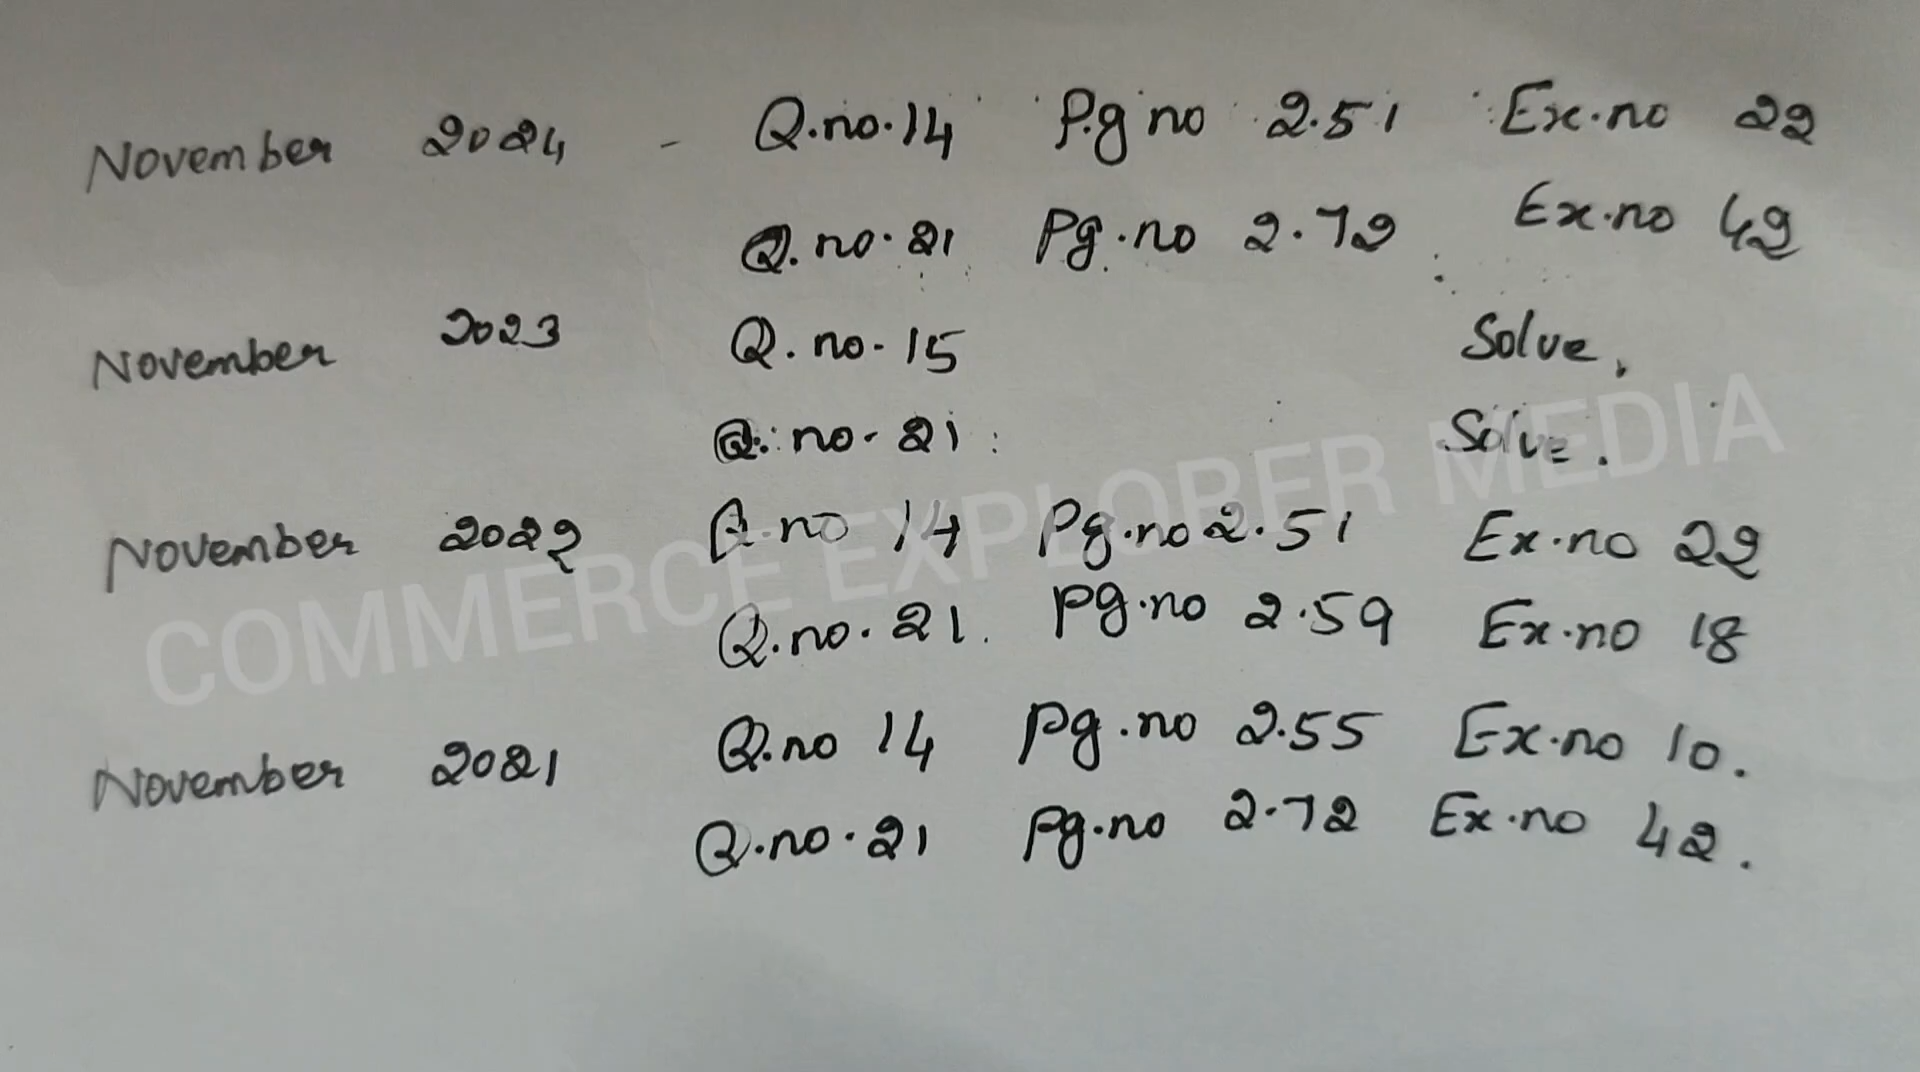 November 2024 - Q.no.14 Pg no 2.51 Ex.no 22
Q.no.21 Pg.no 2.72 Ex.no 42
November 2023 Q.no-15 Solve.
Q.no-21 Solve.
November 2022 Q.no 14 Pg.no 2.51 Ex.no 22
Q.no.21. Pg.no 2.59 Ex.no 18
November 2021 Q.no 14 Pg.no 2.55 Ex.no 10.
Q.no.21 Pg.no 2.72 Ex.no 42.
COMMERCE EXPLORER MEDIA